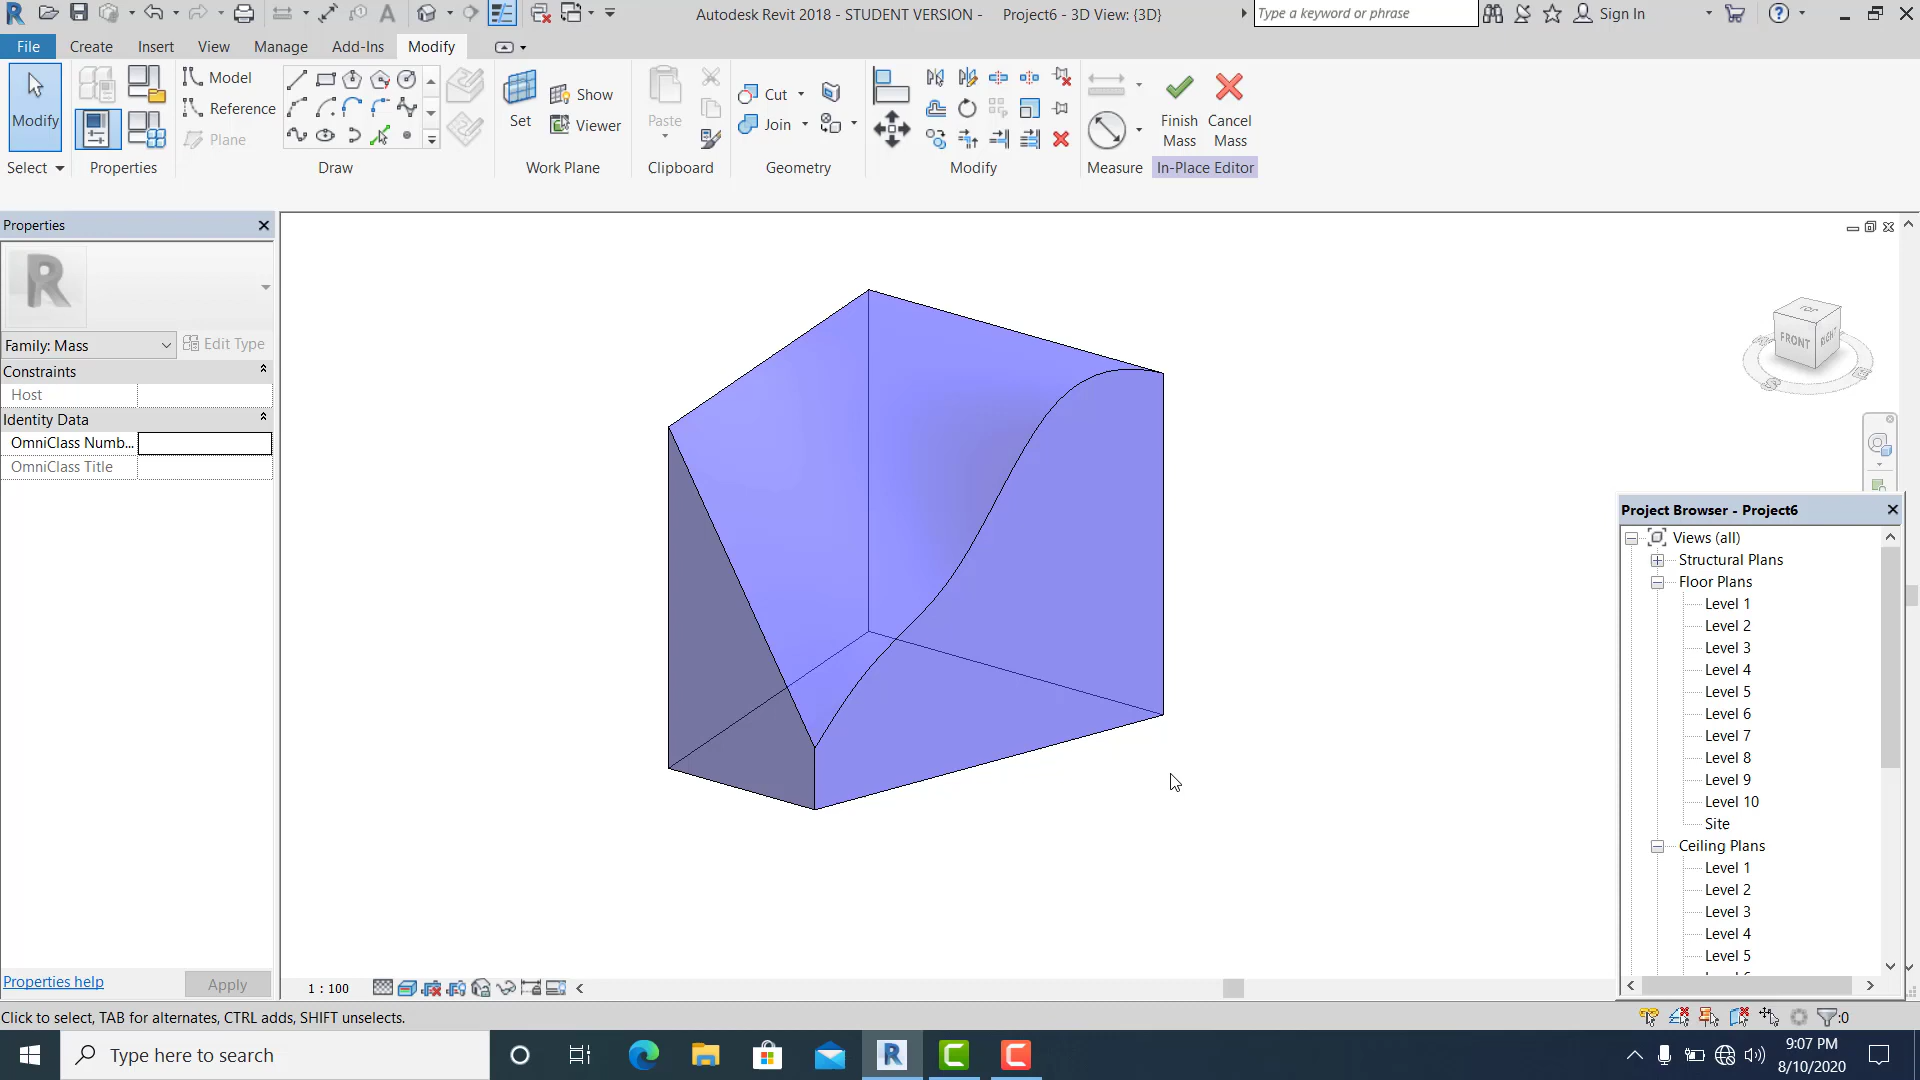 Autodesk Revit 2018 - STUDENT VERSION - Project6 - 3D View: {3D}
Type a keyword or phrase
Sign In
File Create Insert View Manage Add-Ins Modify
Modify
Select
Properties
Model
Reference
Plane
Draw
Set
Show
Viewer
Work Plane
Paste
Clipboard
Cut
Join
Geometry
Modify
Measure
Finish Mass
Cancel Mass
In-Place Editor
Properties
Family: Mass
Edit Type
Constraints
Host
Identity Data
OmniClass Numb...
OmniClass Title
Properties help
Apply
FRONT
Project Browser - Project6
Views (all)
Structural Plans
Floor Plans
Level 1
Level 2
Level 3
Level 4
Level 5
Level 6
Level 7
Level 8
Level 9
Level 10
Site
Ceiling Plans
Level 1
Level 2
Level 3
Level 4
Level 5
1 : 100
Click to select, TAB for alternates, CTRL adds, SHIFT unselects.
:0
Type here to search
9:07 PM
8/10/2020